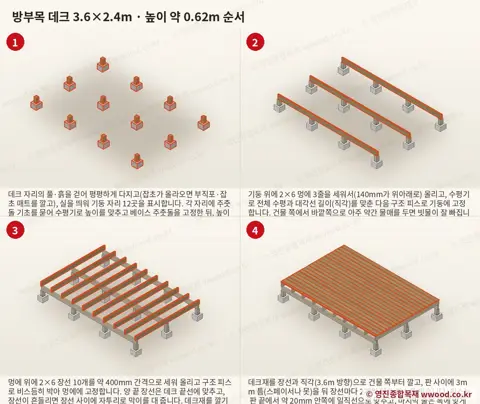 방부목 데크 3.6×2.4m · 높이 약 0.62m 순서
1
2
데크 자리의 풀·흙을 걷어 평평하게 다지고(잡초가 올라오면 부직포·잡
초 매트를 깔고), 실을 띄워 기둥 자리 12곳을 표시합니다. 각 자리에 주춧
돌 기초를 묻어 수평기로 높이를 맞추고 베이스 주춧돌을 고정한 뒤, 높이
기둥 위에 2×6 멍에 3줄을 세워서(140mm가 위아래로) 올리고, 수평기
로 전체 수평과 대각선 길이(직각)를 맞춘 다음 구조 피스로 기둥에 고정
합니다. 건물 쪽에서 바깥쪽으로 아주 약간 물매를 두면 빗물이 잘 빠집니
3
4
멍에 위에 2×6 장선 10개를 약 400mm 간격으로 세워 올리고 구조 피스
로 비스듬히 박아 멍에에 고정합니다. 양 끝 장선은 데크 끝선에 맞추고,
장선이 흔들리면 장선 사이에 자투리로 막이를 대 줍니다. 데크재를 깔기
데크재를 장선과 직각(3.6m 방향)으로 건물 쪽부터 깔고, 판 사이에 3m
m 틈(스페이서나 못)을 둬 장선마다 2
판 끝에서 약 20mm 안쪽에
© 영진종합목재 wwood.co.kr